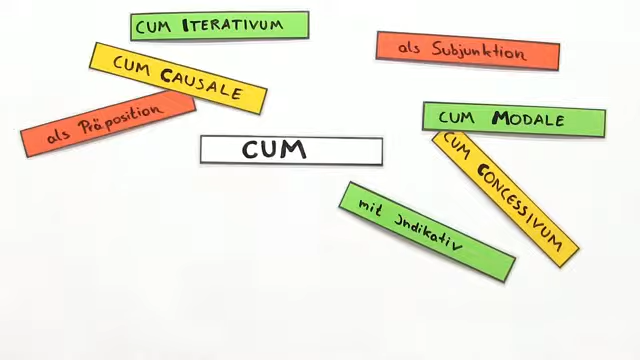 CUM ITERATIVUM
als Subjunktion
CUM CAUSALE
als Präposition
CUM MODALE
CUM
CUM CONCESSIVUM
mit Indikativ